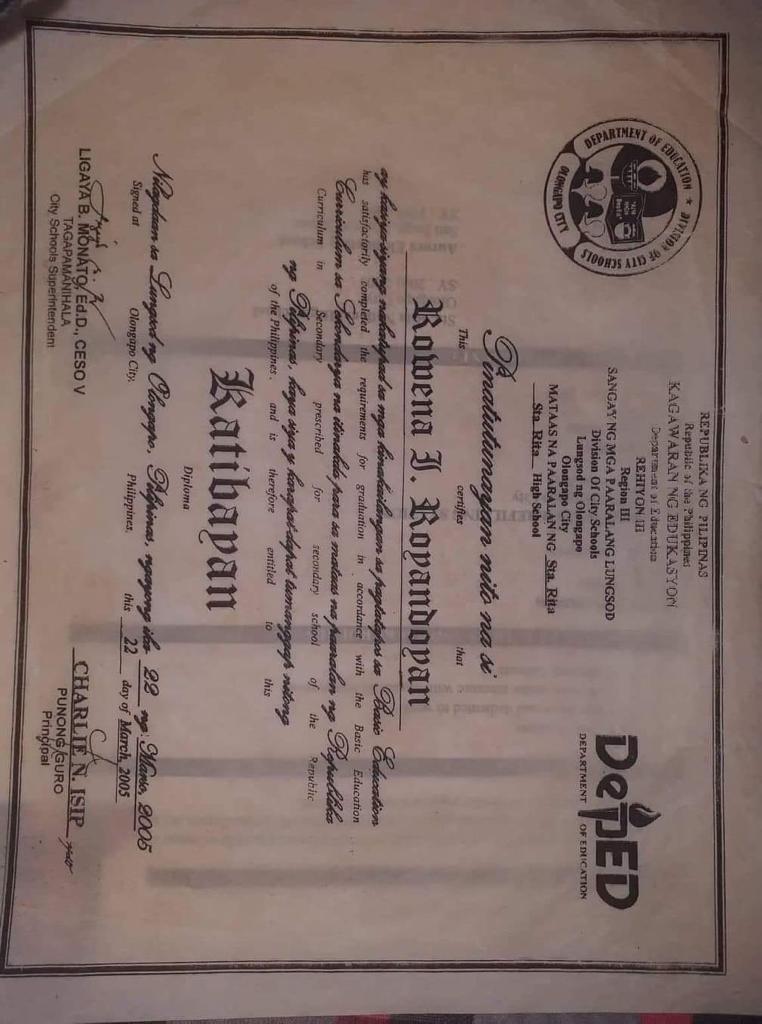 DEPARTMENT OF EDUCATION ★ DIVISION OF CITY SCHOOLS
OLONGAPO CITY
REPUBLIKA NG PILIPINAS
Republic of the Philippines
KAGAWARAN NG EDUKASYON
Department of Education
REHIYON III
Region III
SANGAY NG MGA PAARALANG LUNGSOD
Division Of City Schools
Lungsod ng Olongapo
Olongapo City
MATAAS NA PAARALAN NG Sta. Rita
Sta. Rita High School
DepED
DEPARTMENT OF EDUCATION
Pinatutunayan nito na si
This certifies that
Rowena I. Royandoyan
ay kasiya-siyang nakatupad sa mga kinakailangan sa pagtatapos sa Basic Education
has satisfactorily completed the requirements for graduation in accordance with the Basic Education
Curriculum sa Sekondarya na itinakda para sa mataas na paaralan ng Republika
Curriculum in Secondary prescribed for secondary school of the Republic
ng Pilipinas, kaya siya'y karapat-dapat tumanggap nitong
of the Philippines, and is therefore entitled to this
Katibayan
Diploma
Nilagdaan sa Lungsod ng Olongapo, Pilipinas, ngayong ika- 22 ng Marso, 2005
Signed at Olongapo City, Philippines, this 22 day of March, 2005
LIGAYA B. MONATO, Ed.D., CESO V
TAGAPAMANIHALA
City Schools Superintendent
CHARLIE N. ISIP
PUNONG GURO
Principal